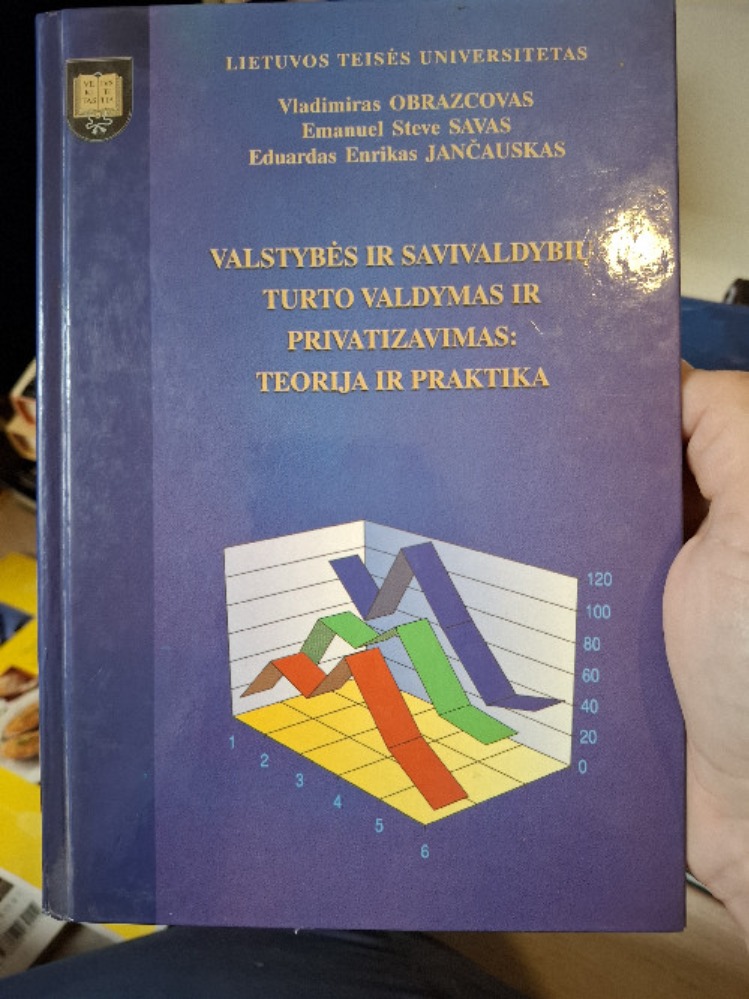 LIETUVOS TEISĖS UNIVERSITETAS
Vladimiras OBRAZCOVAS
Emanuel Steve SAVAS
Eduardas Enrikas JANČAUSKAS
VALSTYBĖS IR SAVIVALDYBIŲ
TURTO VALDYMAS IR
PRIVATIZAVIMAS:
TEORIJA IR PRAKTIKA
120
100
80
60
40
20
0
1
2
3
4
5
6